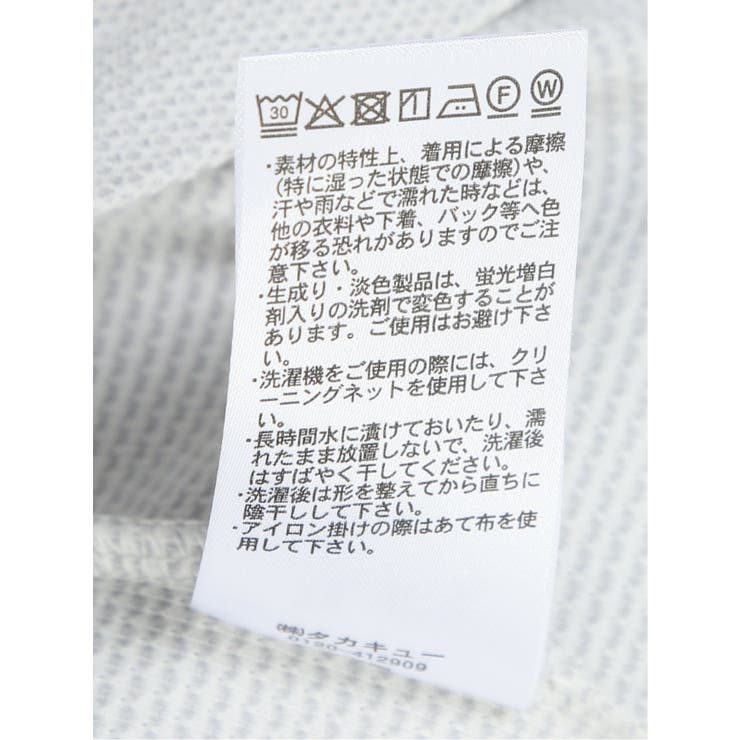 30 F W
・素材の特性上、着用による摩擦
(特に湿った状態での摩擦)や、
汗や雨などで濡れた時などは、
他の衣料や下着、バック等へ色
が移る恐れがありますのでご注
意下さい。
・生成り・淡色製品は、蛍光増白
剤入りの洗剤で変色することが
あります。ご使用はお避け下さ
い。
・洗濯機をご使用の際には、クリ
ーニングネットを使用して下さ
い。
・長時間水に漬けておいたり、濡
れたまま放置しないで、洗濯後
はすばやく干してください。
・洗濯後は形を整えてから直ちに
陰干しして下さい。
・アイロン掛けの際はあて布を使
用して下さい。
㈱タカキュー
0120-412909